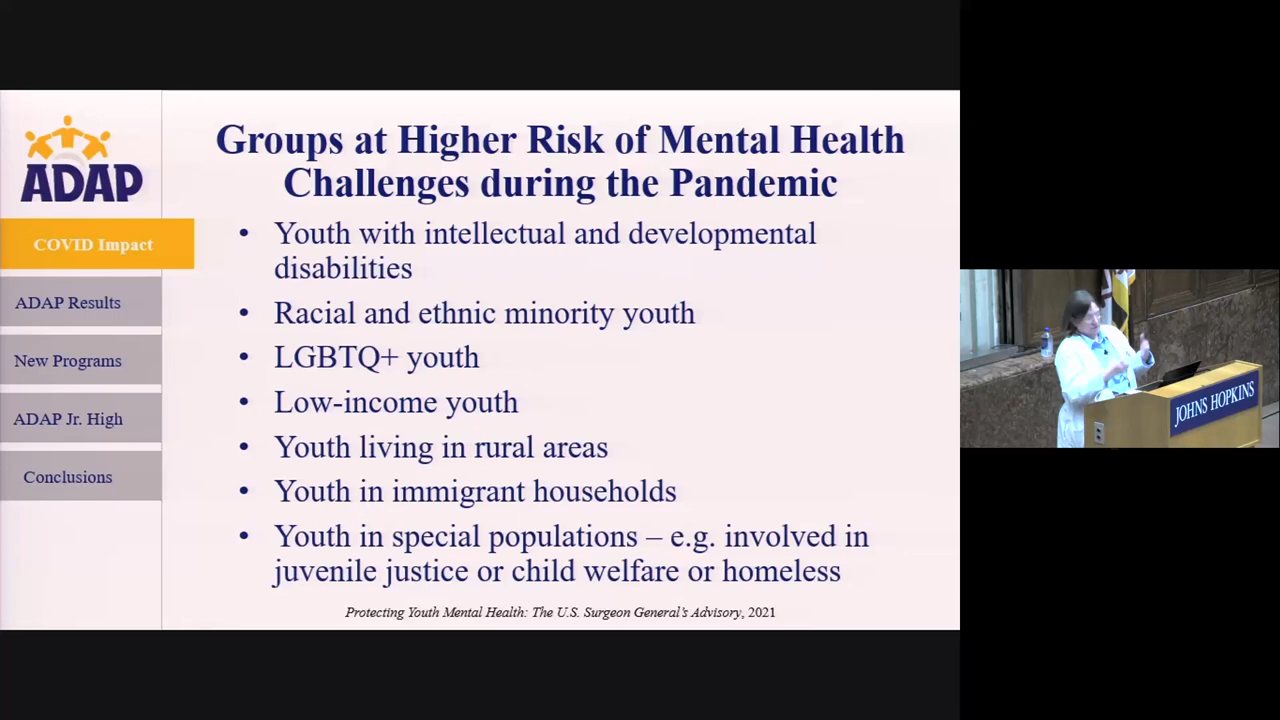 ADAP
COVID Impact
ADAP Results
New Programs
ADAP Jr. High
Conclusions
Groups at Higher Risk of Mental Health
Challenges during the Pandemic
• Youth with intellectual and developmental
disabilities
• Racial and ethnic minority youth
• LGBTQ+ youth
• Low-income youth
• Youth living in rural areas
• Youth in immigrant households
• Youth in special populations – e.g. involved in
juvenile justice or child welfare or homeless
Protecting Youth Mental Health: The U.S. Surgeon General's Advisory, 2021
JOHNS HOPKINS